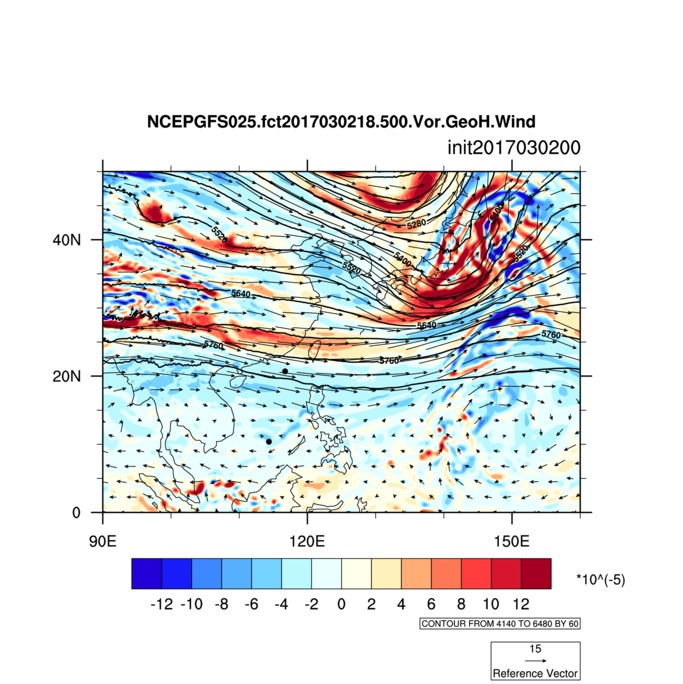 NCEPGFS025.fct2017030218.500.Vor.GeoH.Wind
init2017030200
5280
40N
5520
5400
5520
5520
5640
5640
5760
5760
5760
20N
0
90E 120E 150E
-12 -10 -8 -6 -4 -2 0 2 4 6 8 10 12 *10^(-5)
CONTOUR FROM 4140 TO 6480 BY 60
15
Reference Vector